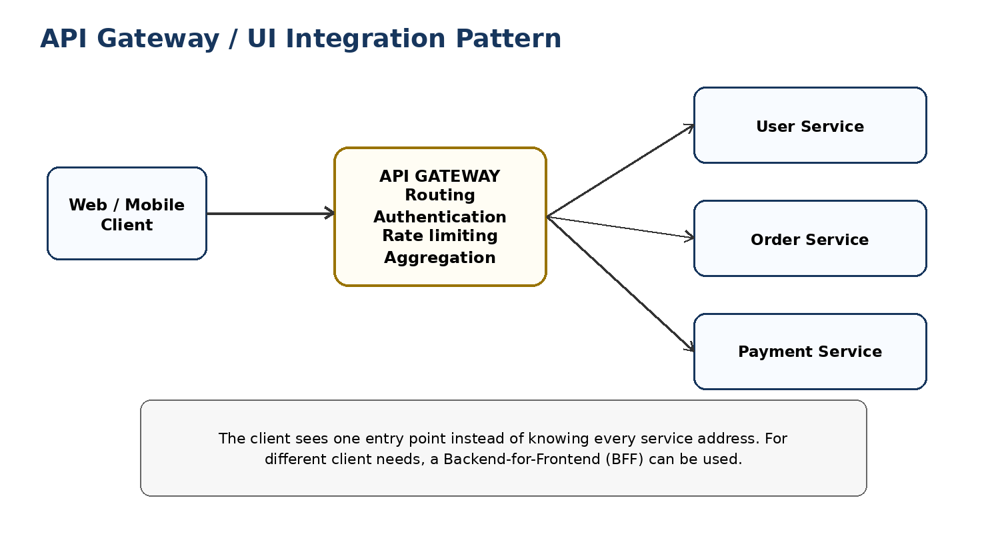 API Gateway / UI Integration Pattern
Web / Mobile
Client
API GATEWAY
Routing
Authentication
Rate limiting
Aggregation
User Service
Order Service
Payment Service
The client sees one entry point instead of knowing every service address. For
different client needs, a Backend-for-Frontend (BFF) can be used.